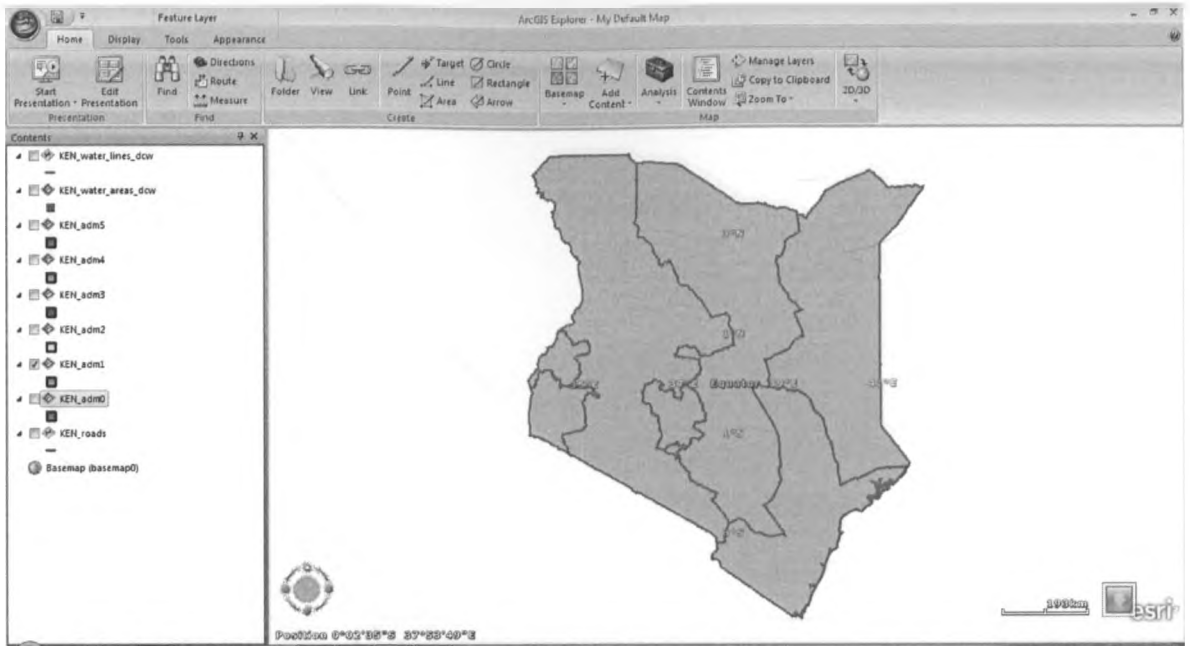 Feature Layer
ArcGIS Explorer - My Default Map
Home Display Tools Appearance
Start Presentation
Edit Presentation
Presentation
Find
Directions
Route
Measure
Find
Folder
View
Link
Point
Target
Line
Area
Circle
Rectangle
Arrow
Create
Basemap
Add Content
Analysis
Contents Window
Manage Layers
Copy to Clipboard
Zoom To
2D/3D
Map
Contents
KEN_water_lines_dcw
KEN_water_areas_dcw
KEN_adm5
KEN_adm4
KEN_adm3
KEN_adm2
KEN_adm1
KEN_adm0
KEN_roads
Basemap (basemap0)
Equator
193km
esri
Position 0°02'35"S 37°53'49"E